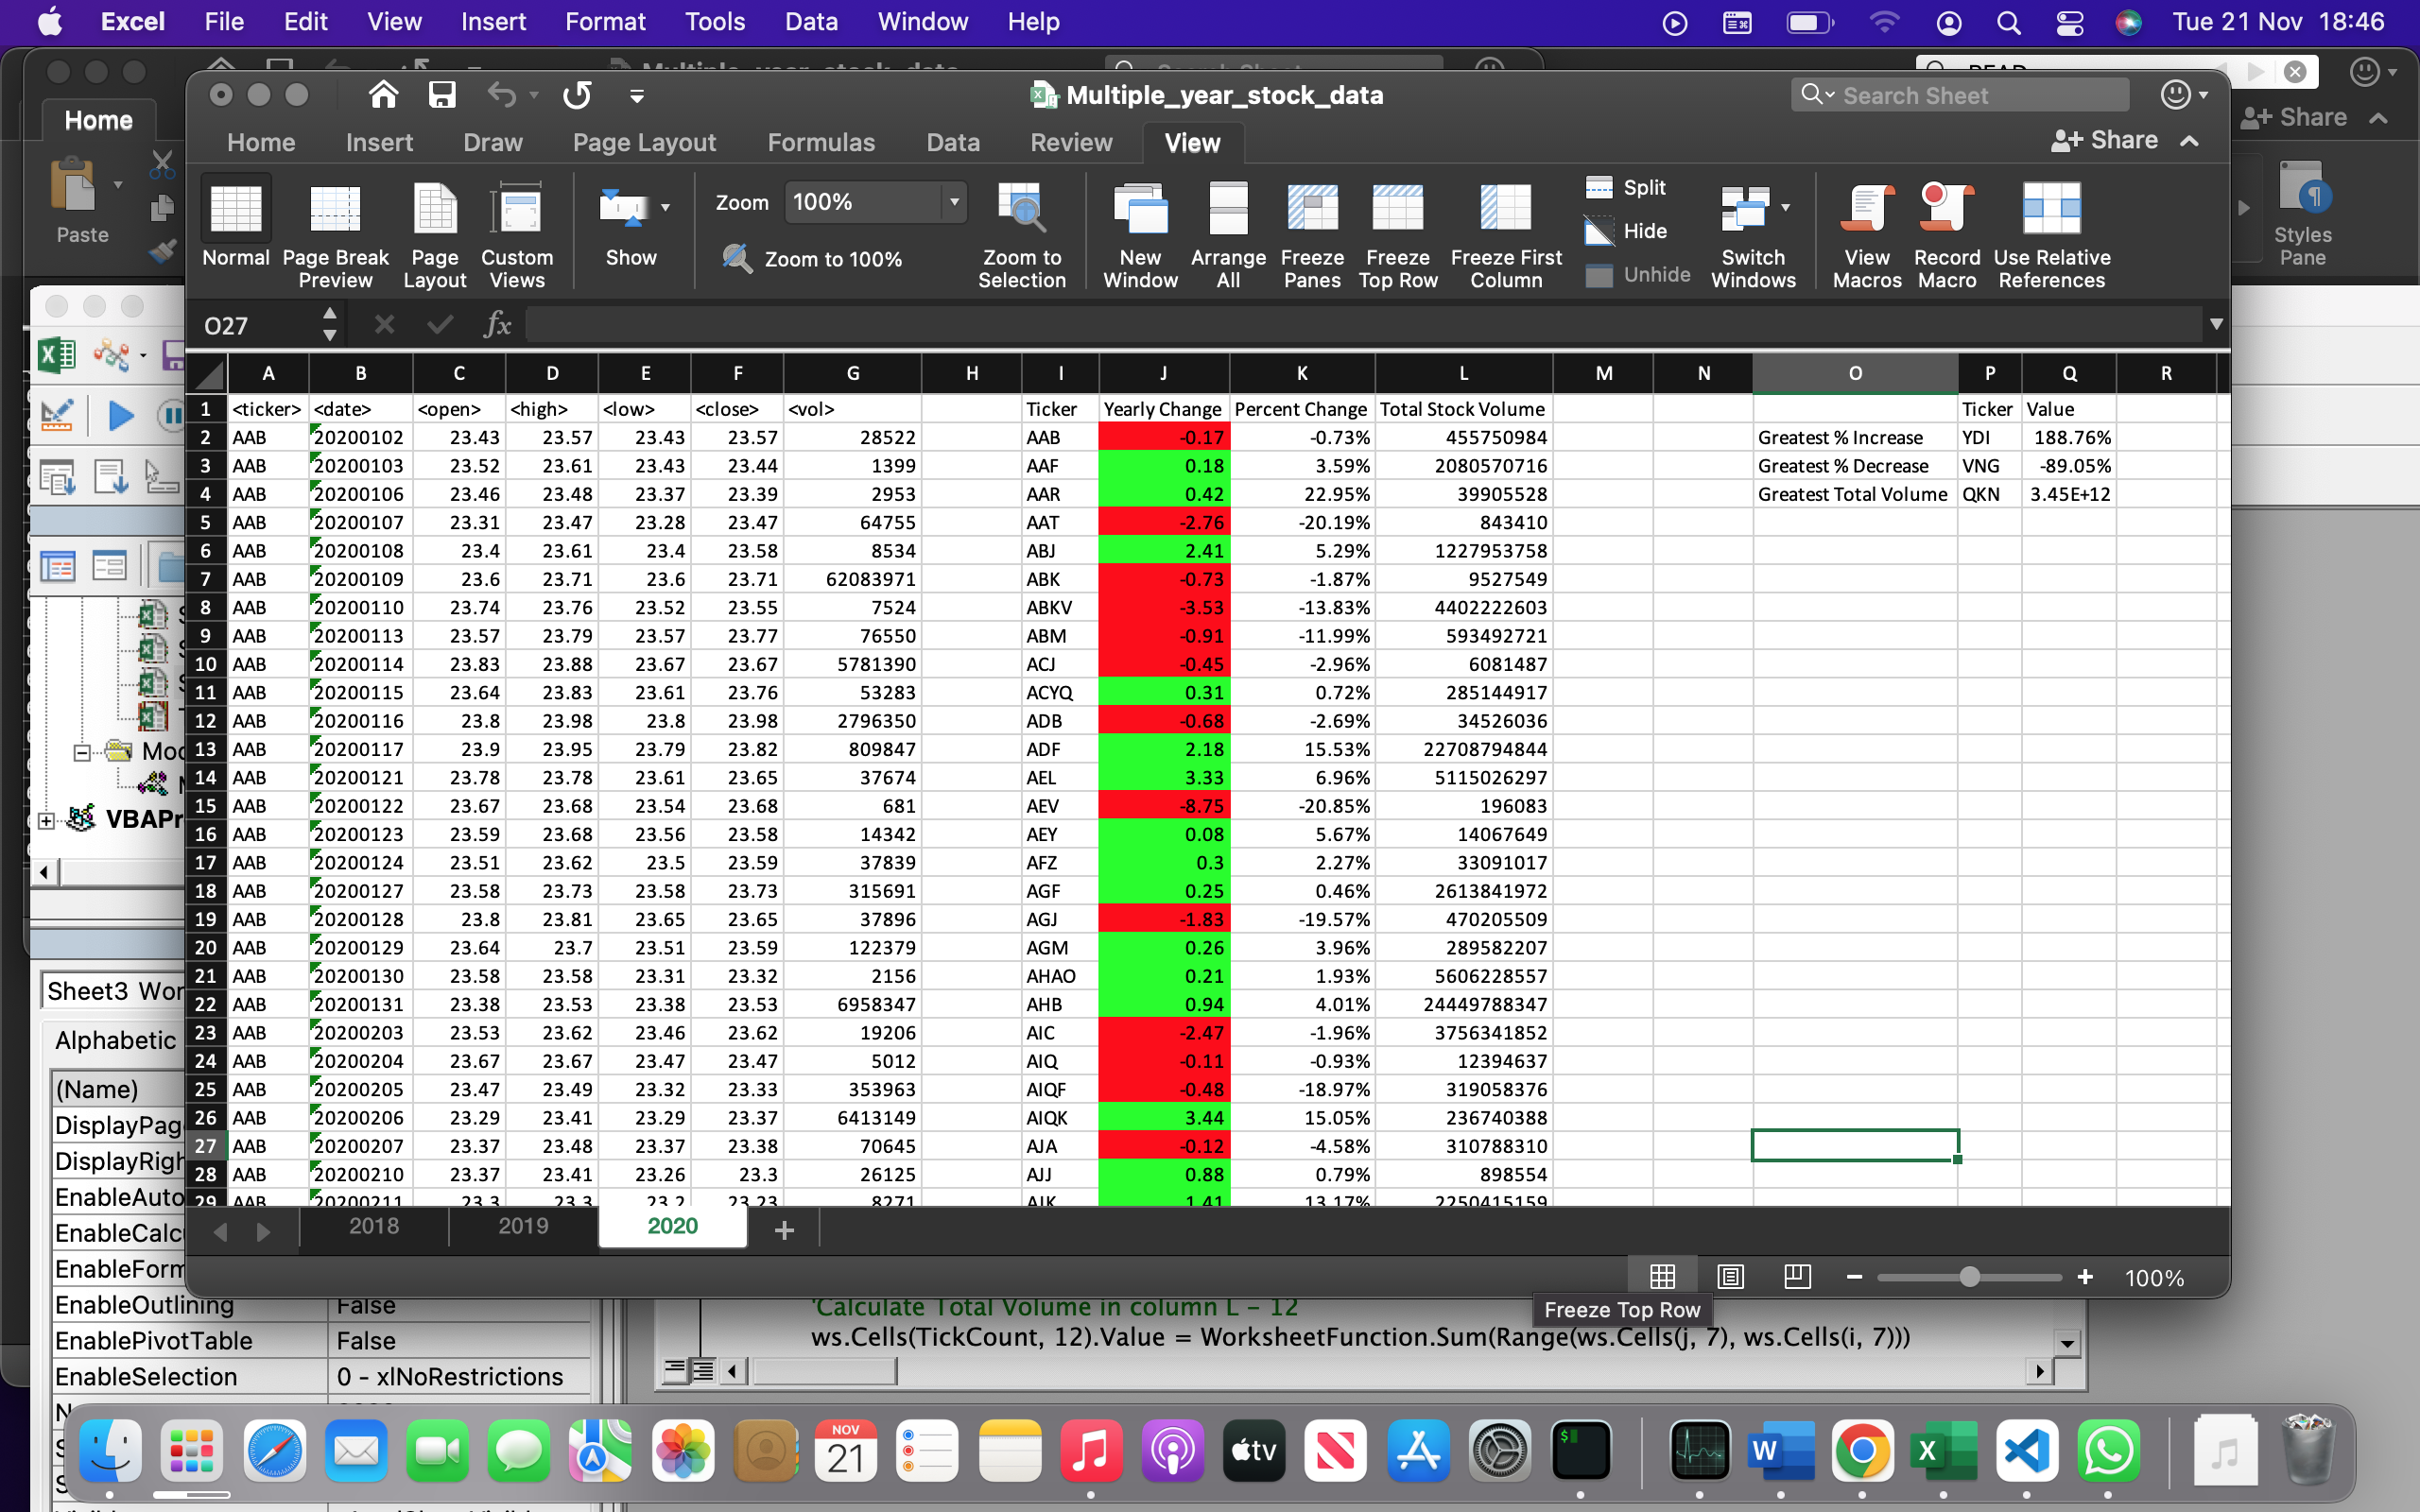 Excel File Edit View Insert Format Tools Data Window Help Tue 21 Nov 18:46
Multiple_year_stock_data Search Sheet
Home Insert Draw Page Layout Formulas Data Review View Share
Home
Share
Paste
Normal Page Break Preview Page Layout Custom Views Show Zoom 100% Zoom to 100% Zoom to Selection New Window Arrange All Freeze Panes Freeze Top Row Freeze First Column Split Hide Unhide Switch Windows View Macros Record Macro Use Relative References
Styles Pane
O27 fx
A B C D E F G H I J K L M N O P Q R
1 <ticker> <date> <open> <high> <low> <close> <vol> Ticker Yearly Change Percent Change Total Stock Volume Ticker Value
2 AAB 20200102 23.43 23.57 23.43 23.57 28522 AAB -0.17 -0.73% 455750984 Greatest % Increase YDI 188.76%
3 AAB 20200103 23.52 23.61 23.43 23.44 1399 AAF 0.18 3.59% 2080570716 Greatest % Decrease VNG -89.05%
4 AAB 20200106 23.46 23.48 23.37 23.39 2953 AAR 0.42 22.95% 39905528 Greatest Total Volume QKN 3.45E+12
5 AAB 20200107 23.31 23.47 23.28 23.47 64755 AAT -2.76 -20.19% 843410
6 AAB 20200108 23.4 23.61 23.4 23.58 8534 ABJ 2.41 5.29% 1227953758
7 AAB 20200109 23.6 23.71 23.6 23.71 62083971 ABK -0.73 -1.87% 9527549
8 AAB 20200110 23.74 23.76 23.52 23.55 7524 ABKV -3.53 -13.83% 4402222603
9 AAB 20200113 23.57 23.79 23.57 23.77 76550 ABM -0.91 -11.99% 593492721
10 AAB 20200114 23.83 23.88 23.67 23.67 5781390 ACJ -0.45 -2.96% 6081487
11 AAB 20200115 23.64 23.83 23.61 23.76 53283 ACYQ 0.31 0.72% 285144917
12 AAB 20200116 23.8 23.98 23.8 23.98 2796350 ADB -0.68 -2.69% 34526036
13 AAB 20200117 23.9 23.95 23.79 23.82 809847 ADF 2.18 15.53% 22708794844
14 AAB 20200121 23.78 23.78 23.61 23.65 37674 AEL 3.33 6.96% 5115026297
15 AAB 20200122 23.67 23.68 23.54 23.68 681 AEV -8.75 -20.85% 196083
16 AAB 20200123 23.59 23.68 23.56 23.58 14342 AEY 0.08 5.67% 14067649
17 AAB 20200124 23.51 23.62 23.5 23.59 37839 AFZ 0.3 2.27% 33091017
18 AAB 20200127 23.58 23.73 23.58 23.73 315691 AGF 0.25 0.46% 2613841972
19 AAB 20200128 23.8 23.81 23.65 23.65 37896 AGJ -1.83 -19.57% 470205509
20 AAB 20200129 23.64 23.7 23.51 23.59 122379 AGM 0.26 3.96% 289582207
21 AAB 20200130 23.58 23.58 23.31 23.32 2156 AHAO 0.21 1.93% 5606228557
22 AAB 20200131 23.38 23.53 23.38 23.53 6958347 AHB 0.94 4.01% 24449788347
23 AAB 20200203 23.53 23.62 23.46 23.62 19206 AIC -2.47 -1.96% 3756341852
24 AAB 20200204 23.67 23.67 23.47 23.47 5012 AIQ -0.11 -0.93% 12394637
25 AAB 20200205 23.47 23.49 23.32 23.33 353963 AIQF -0.48 -18.97% 319058376
26 AAB 20200206 23.29 23.41 23.29 23.37 6413149 AIQK 3.44 15.05% 236740388
27 AAB 20200207 23.37 23.48 23.37 23.38 70645 AJA -0.12 -4.58% 310788310
28 AAB 20200210 23.37 23.41 23.26 23.3 26125 AJJ 0.88 0.79% 898554
29 AAB 20200211 23.3 23.3 23.2 23.23 8271 AJK 1.41 13.17% 2250415159
2018 2019 2020 +
100%
Freeze Top Row
VBAPr
Sheet3 Wor
Alphabetic
(Name)
DisplayPag
DisplayRigh
EnableAuto
EnableCalcu
EnableForm
EnableOutlining False
EnablePivotTable False
EnableSelection 0 - xlNoRestrictions
'Calculate Total Volume in column L - 12
ws.Cells(TickCount, 12).Value = WorksheetFunction.Sum(Range(ws.Cells(j, 7), ws.Cells(i, 7)))
NOV
21
tv
W
X